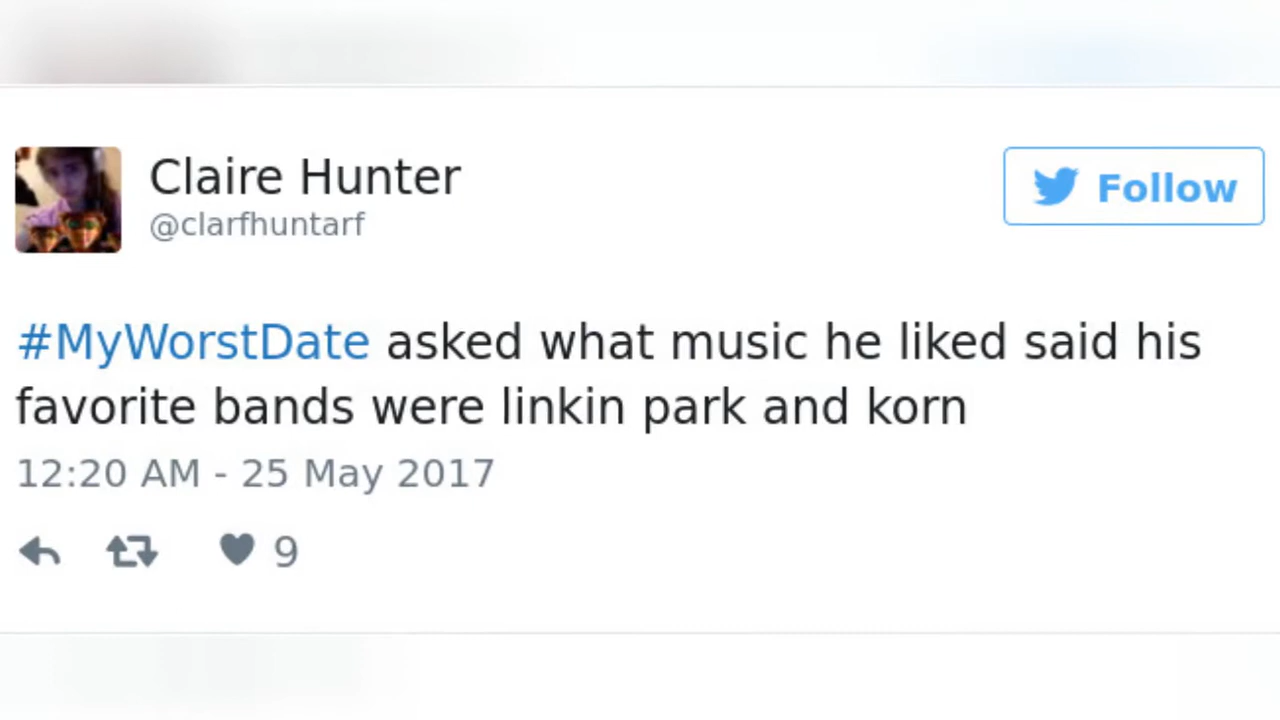 Claire Hunter
@clarfhuntarf
Follow
#MyWorstDate asked what music he liked said his
favorite bands were linkin park and korn
12:20 AM - 25 May 2017
9